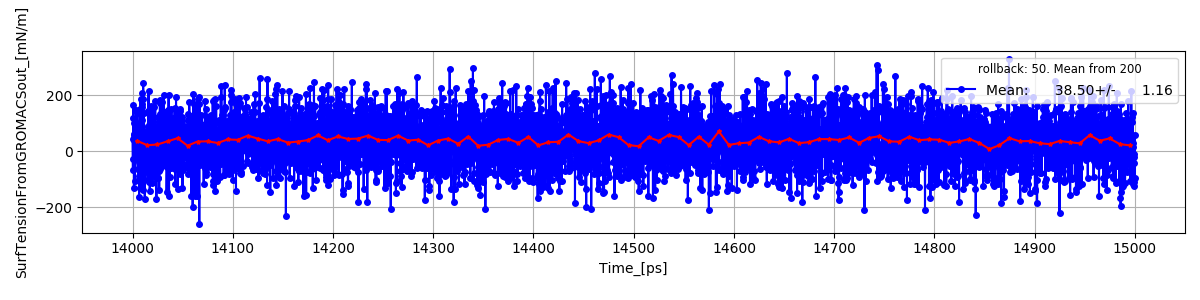 SurfTensionFromGROMACSout_[mN/m]
200
0
−200
rollback: 50. Mean from 200
Mean: 38.50+/- 1.16
14000 14100 14200 14300 14400 14500 14600 14700 14800 14900 15000
Time_[ps]